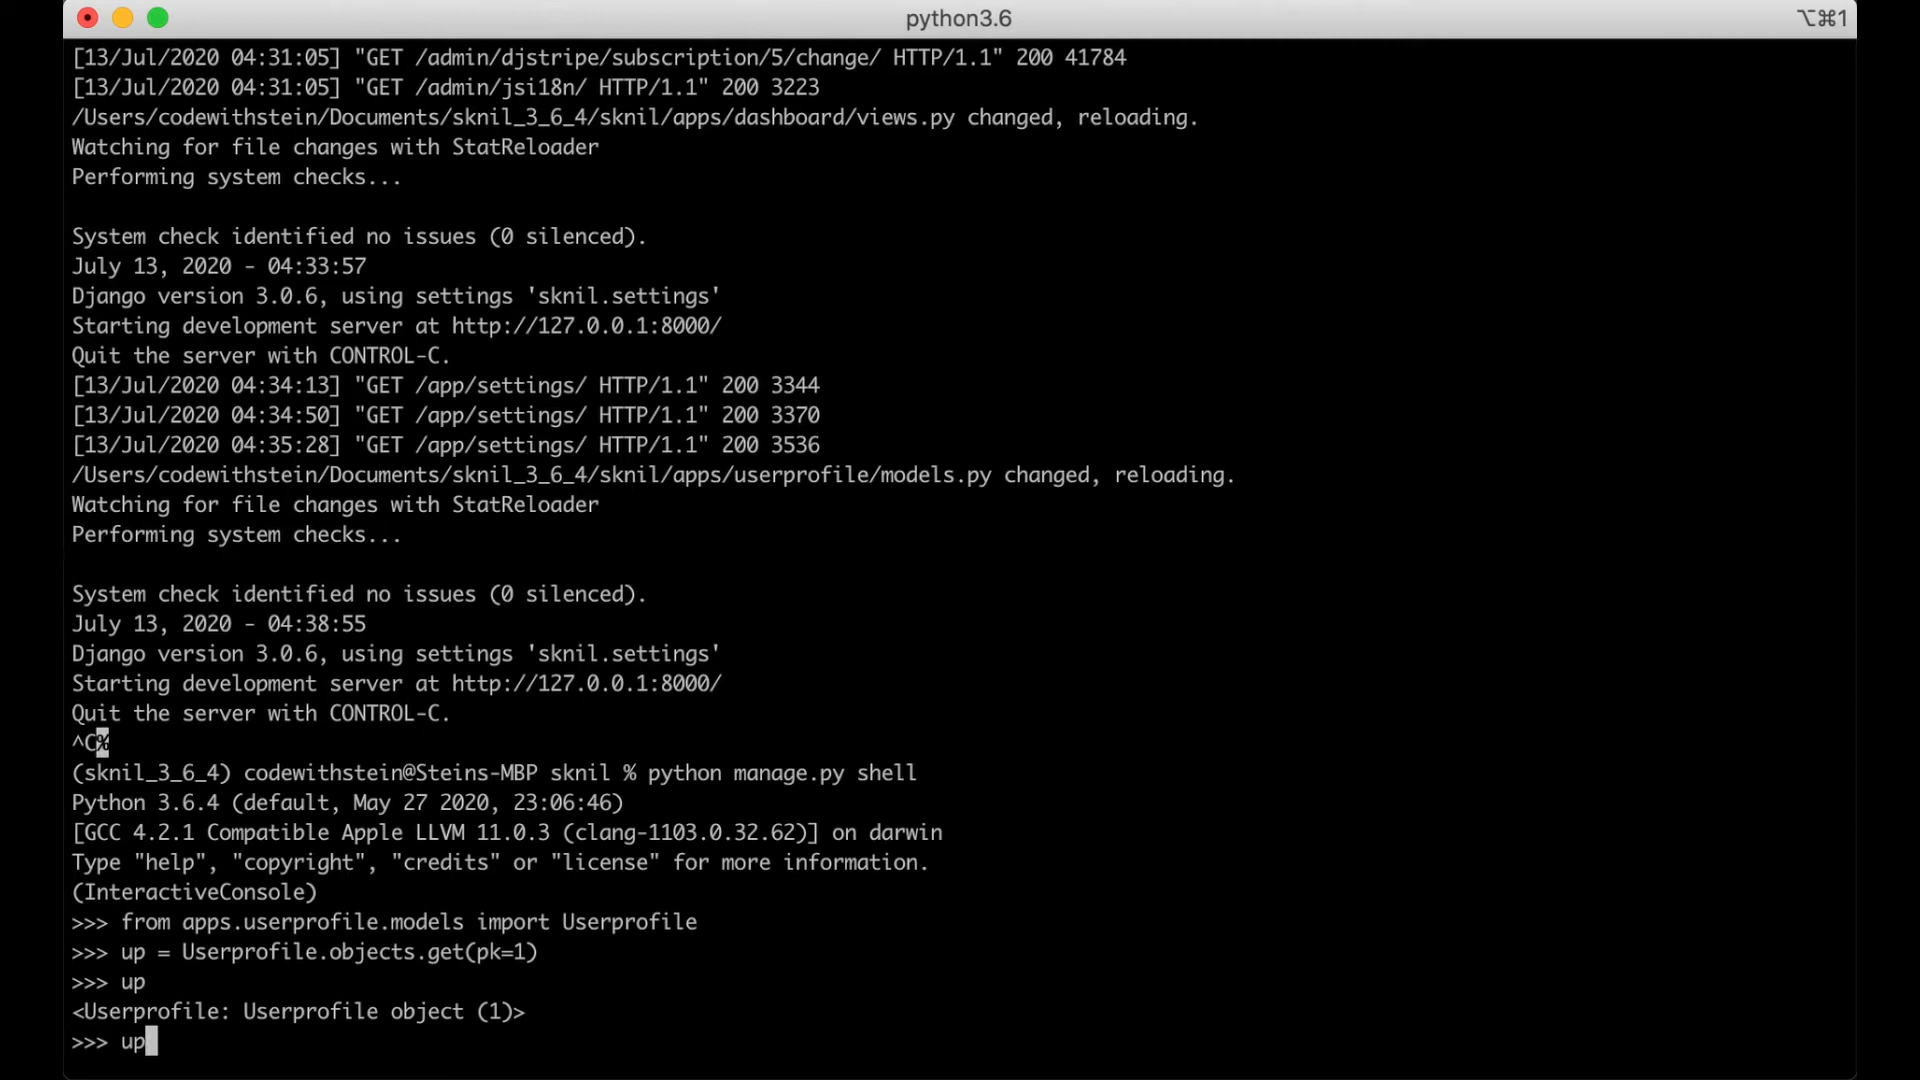 python3.6
⌥⌘1
[13/Jul/2020 04:31:05] "GET /admin/djstripe/subscription/5/change/ HTTP/1.1" 200 41784
[13/Jul/2020 04:31:05] "GET /admin/jsi18n/ HTTP/1.1" 200 3223
/Users/codewithstein/Documents/sknil_3_6_4/sknil/apps/dashboard/views.py changed, reloading.
Watching for file changes with StatReloader
Performing system checks...
System check identified no issues (0 silenced).
July 13, 2020 - 04:33:57
Django version 3.0.6, using settings 'sknil.settings'
Starting development server at http://127.0.0.1:8000/
Quit the server with CONTROL-C.
[13/Jul/2020 04:34:13] "GET /app/settings/ HTTP/1.1" 200 3344
[13/Jul/2020 04:34:50] "GET /app/settings/ HTTP/1.1" 200 3370
[13/Jul/2020 04:35:28] "GET /app/settings/ HTTP/1.1" 200 3536
/Users/codewithstein/Documents/sknil_3_6_4/sknil/apps/userprofile/models.py changed, reloading.
Watching for file changes with StatReloader
Performing system checks...
System check identified no issues (0 silenced).
July 13, 2020 - 04:38:55
Django version 3.0.6, using settings 'sknil.settings'
Starting development server at http://127.0.0.1:8000/
Quit the server with CONTROL-C.
^C%
(sknil_3_6_4) codewithstein@Steins-MBP sknil % python manage.py shell
Python 3.6.4 (default, May 27 2020, 23:06:46)
[GCC 4.2.1 Compatible Apple LLVM 11.0.3 (clang-1103.0.32.62)] on darwin
Type "help", "copyright", "credits" or "license" for more information.
(InteractiveConsole)
>>> from apps.userprofile.models import Userprofile
>>> up = Userprofile.objects.get(pk=1)
>>> up
<Userprofile: Userprofile object (1)>
>>> up